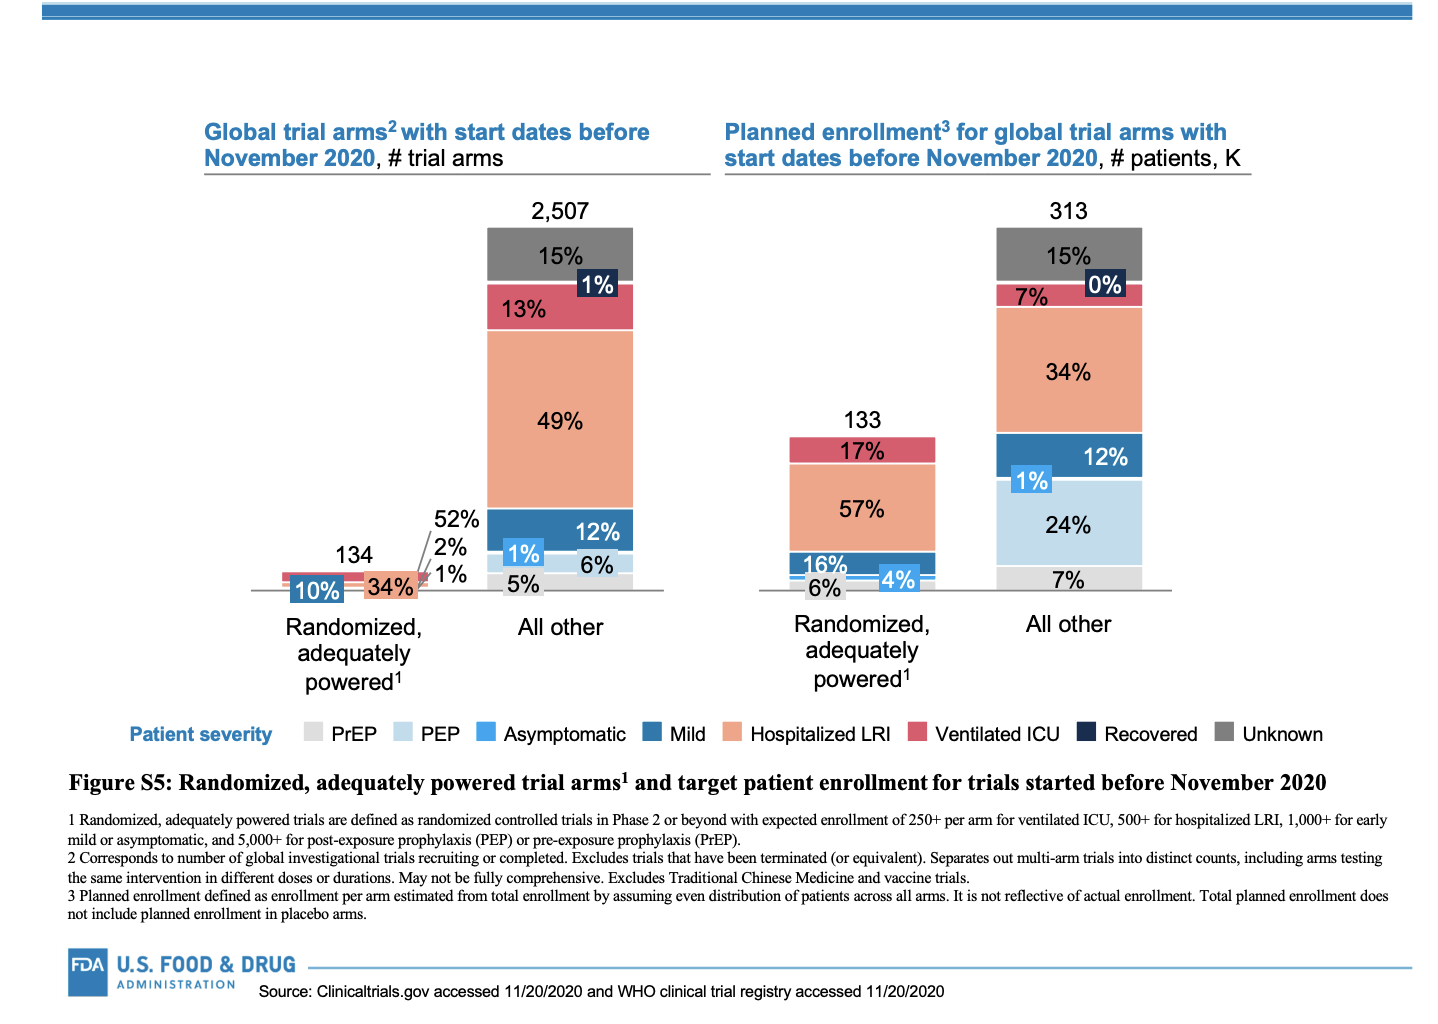 Global trial arms2 with start dates before
November 2020, # trial arms
2,507
15%
1%
13%
49%
12%
1%
6%
5%
52%
2%
1%
134
10%
34%
Randomized,
adequately
powered1
All other
Planned enrollment3 for global trial arms with
start dates before November 2020, # patients, K
313
15%
0%
7%
34%
12%
1%
24%
7%
133
17%
57%
16%
4%
6%
Randomized,
adequately
powered1
All other
Patient severity PrEP PEP Asymptomatic Mild Hospitalized LRI Ventilated ICU Recovered Unknown
Figure S5: Randomized, adequately powered trial arms1 and target patient enrollment for trials started before November 2020
1 Randomized, adequately powered trials are defined as randomized controlled trials in Phase 2 or beyond with expected enrollment of 250+ per arm for ventilated ICU, 500+ for hospitalized LRI, 1,000+ for early
mild or asymptomatic, and 5,000+ for post-exposure prophylaxis (PEP) or pre-exposure prophylaxis (PrEP).
2 Corresponds to number of global investigational trials recruiting or completed. Excludes trials that have been terminated (or equivalent). Separates out multi-arm trials into distinct counts, including arms testing
the same intervention in different doses or durations. May not be fully comprehensive. Excludes Traditional Chinese Medicine and vaccine trials.
3 Planned enrollment defined as enrollment per arm estimated from total enrollment by assuming even distribution of patients across all arms. It is not reflective of actual enrollment. Total planned enrollment does
not include planned enrollment in placebo arms.
FDA U.S. FOOD & DRUG
ADMINISTRATION
Source: Clinicaltrials.gov accessed 11/20/2020 and WHO clinical trial registry accessed 11/20/2020